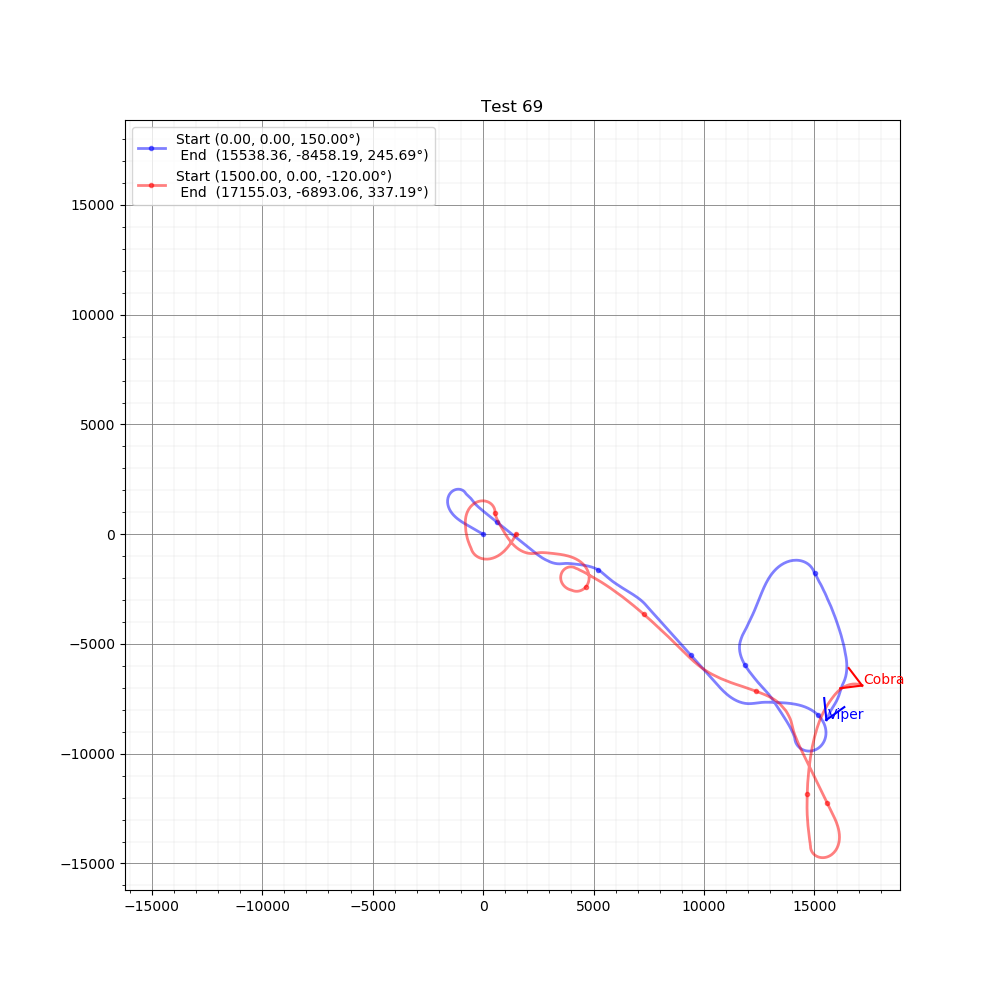 Test 69
Start (0.00, 0.00, 150.00°)
End (15538.36, -8458.19, 245.69°)
Start (1500.00, 0.00, -120.00°)
End (17155.03, -6893.06, 337.19°)
15000
10000
5000
0
−5000
−10000
−15000
Cobra
Viper
−15000 −10000 −5000 0 5000 10000 15000